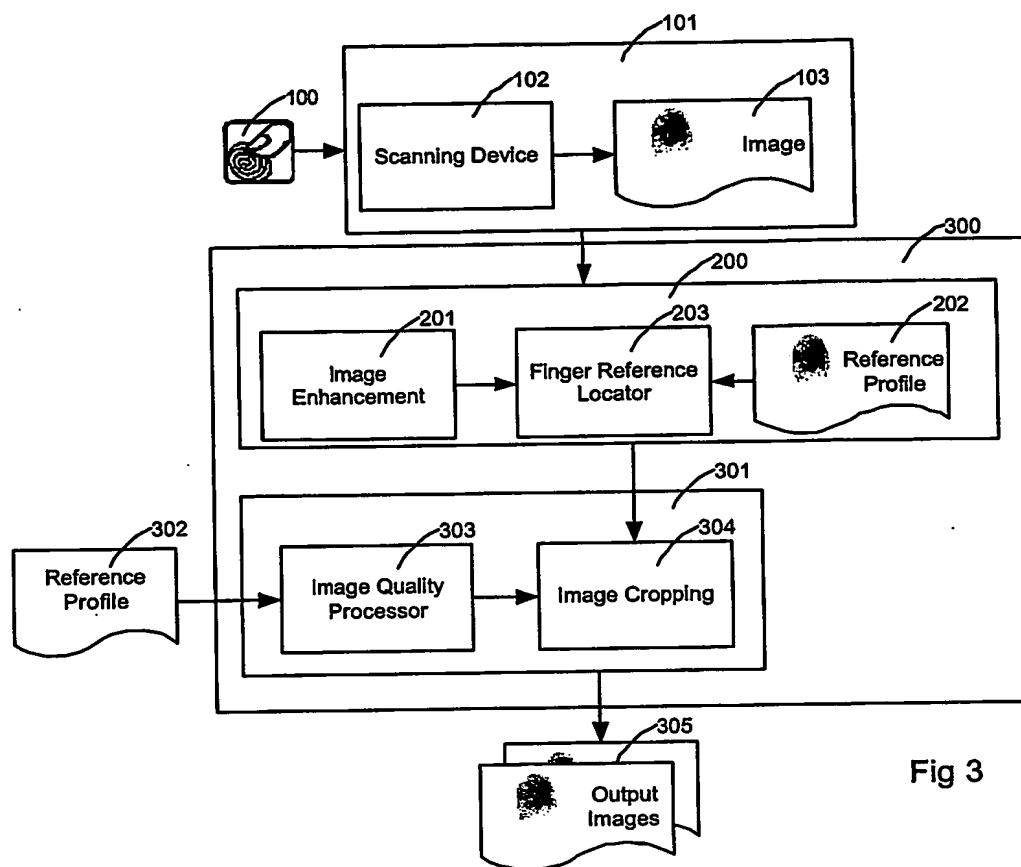 101
100
102
103
Scanning Device
Image
300
200
201
203
202
Image
Enhancement
Finger Reference
Locator
Reference
Profile
301
302
303
304
Reference
Profile
Image Quality
Processor
Image Cropping
305
Output
Images
Fig 3